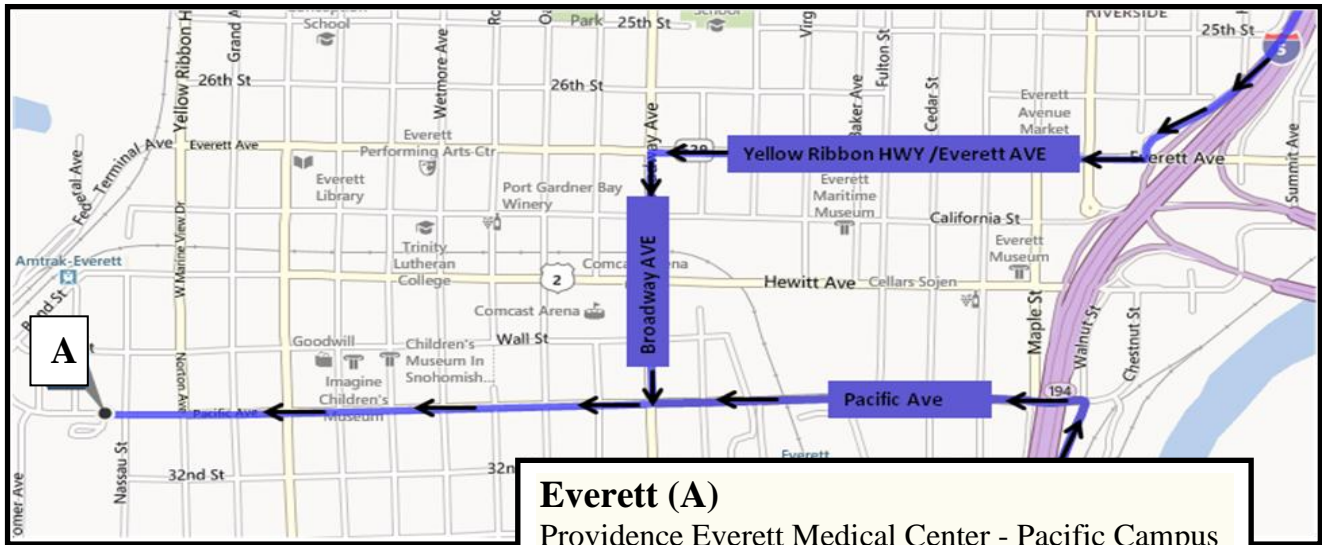 School
Park
25th St
School
RIVERSIDE
25th St
5
Yellow Ribbon H
Grand A
Wetmore Ave
Virg
Fulton St
Cedar St
26th St
26th St
Everett
Avenue
Market
Terminal Ave
Everett Ave
Everett
Performing Arts Ctr
Yellow Ribbon HWY /Everett AVE
Everett Ave
Summit Ave
Federal Ave
Everett
Library
Port Gardner Bay
Winery
Everett
Maritime
Museum
California St
W Marine View Dr
Trinity
Lutheran
College
Broadway AVE
Everett
Museum
Amtrak-Everett
2
Hewitt Ave
Cellars Sojen
Comcast Arena
Maple St
Walnut St
Chestnut St
A
Goodwill
Children's
Museum In
Snohomish...
Wall St
Imagine
Children's
Museum
Norton Ave
Pacific Ave
Pacific Ave
194
Nassau St
32nd St
32n
Everett
omer Ave
Everett (A)
Providence Everett Medical Center - Pacific Campus